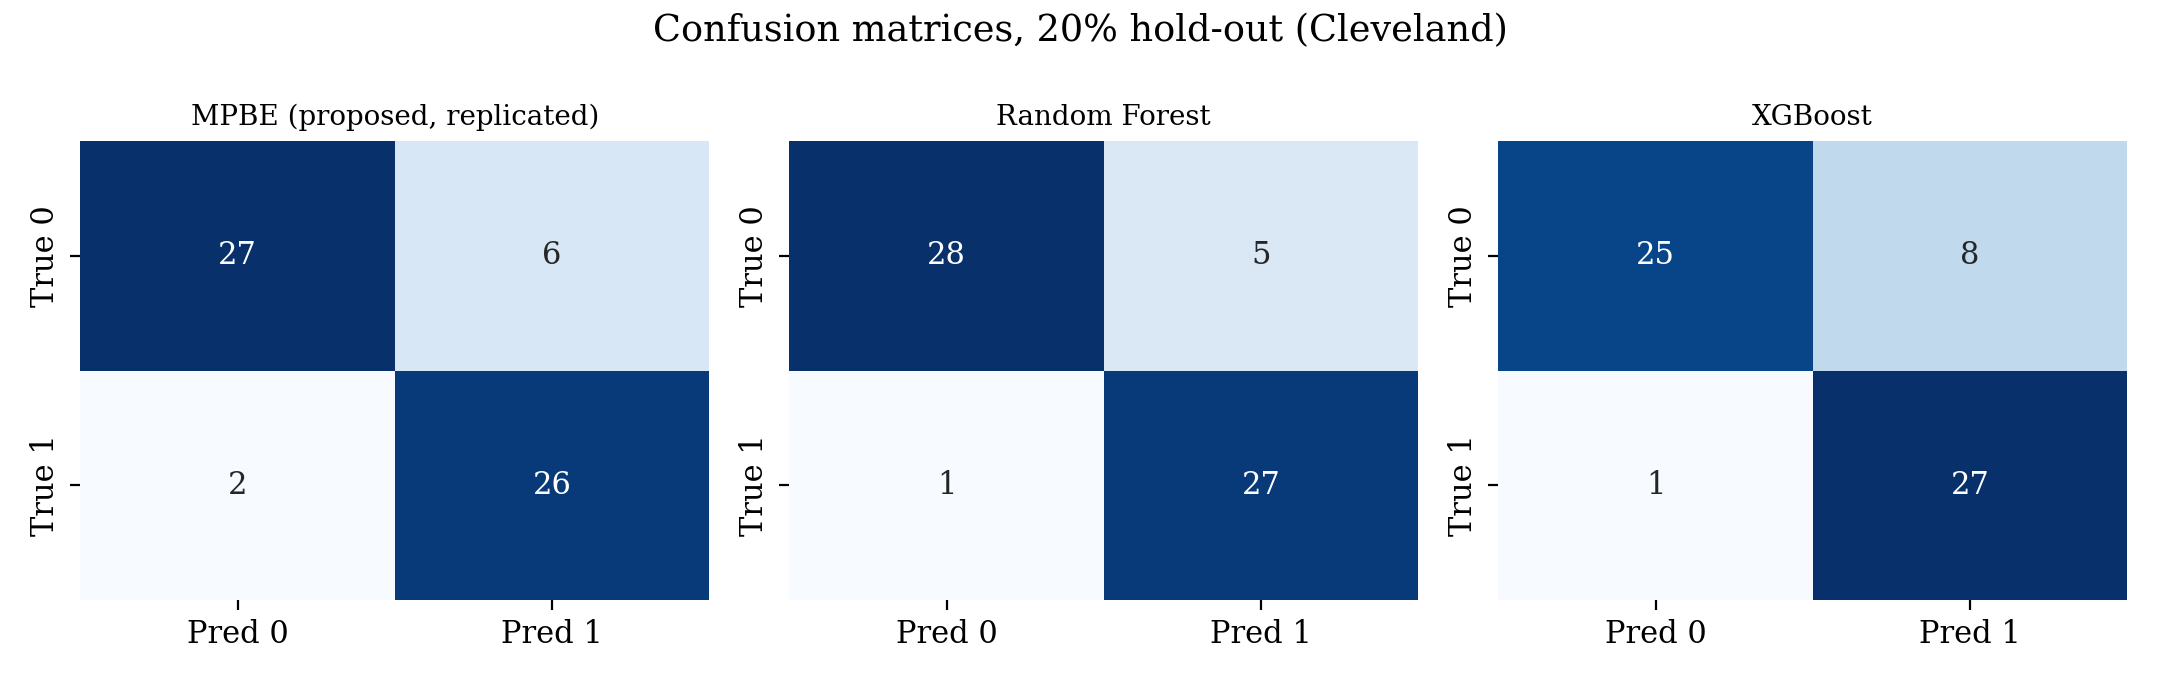 Confusion matrices, 20% hold-out (Cleveland)
MPBE (proposed, replicated)
True 0
27
6
True 1
2
26
Pred 0
Pred 1
Random Forest
True 0
28
5
True 1
1
27
Pred 0
Pred 1
XGBoost
True 0
25
8
True 1
1
27
Pred 0
Pred 1